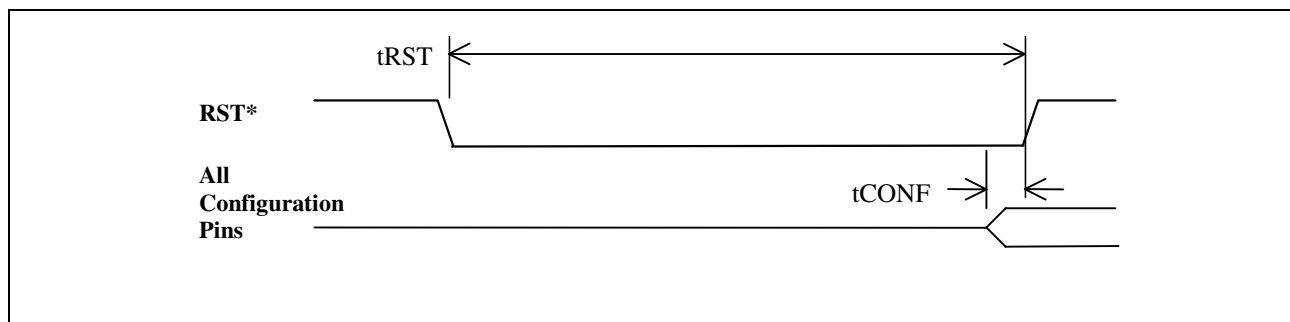 tRST
RST*
All
Configuration
Pins
tCONF